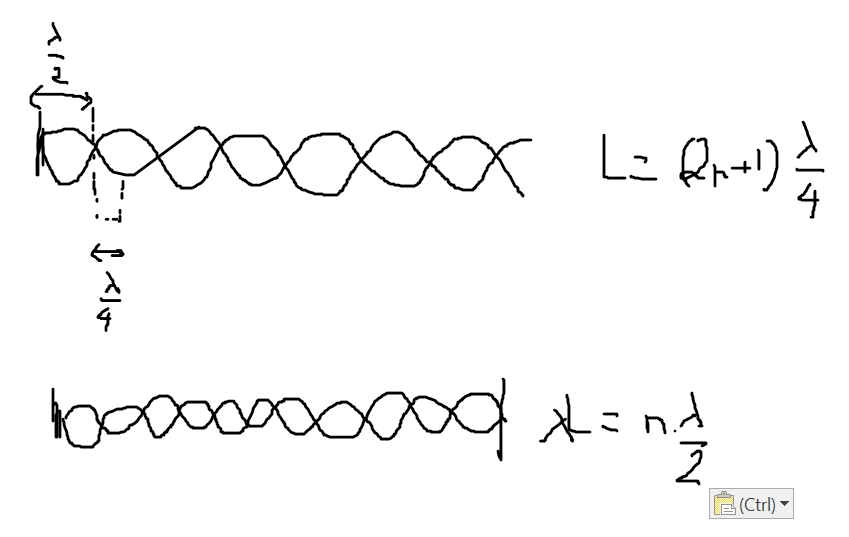 λ/2
L = (2n+1) λ/4
λ/4
L = n.λ/2
(Ctrl)